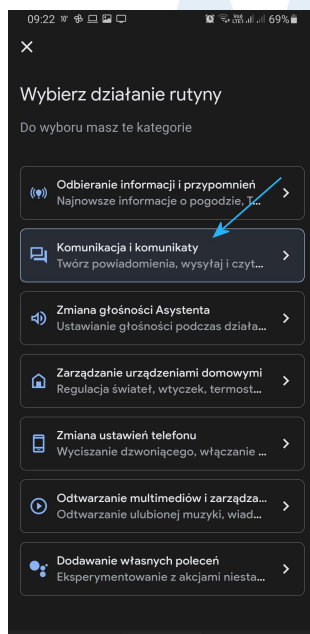 09:22
69%
Wybierz działanie rutyny
Do wyboru masz te kategorie
Odbieranie informacji i przypomnień
Najnowsze informacje o pogodzie, T...
Komunikacja i komunikaty
Twórz powiadomienia, wysyłaj i czyt...
Zmiana głośności Asystenta
Ustawianie głośności podczas działa...
Zarządzanie urządzeniami domowymi
Regulacja świateł, wtyczek, termost...
Zmiana ustawień telefonu
Wyciszanie dzwoniącego, włączanie ...
Odtwarzanie multimediów i zarządza...
Odtwarzanie ulubionej muzyki, wiad...
Dodawanie własnych poleceń
Eksperymentowanie z akcjami niesta...